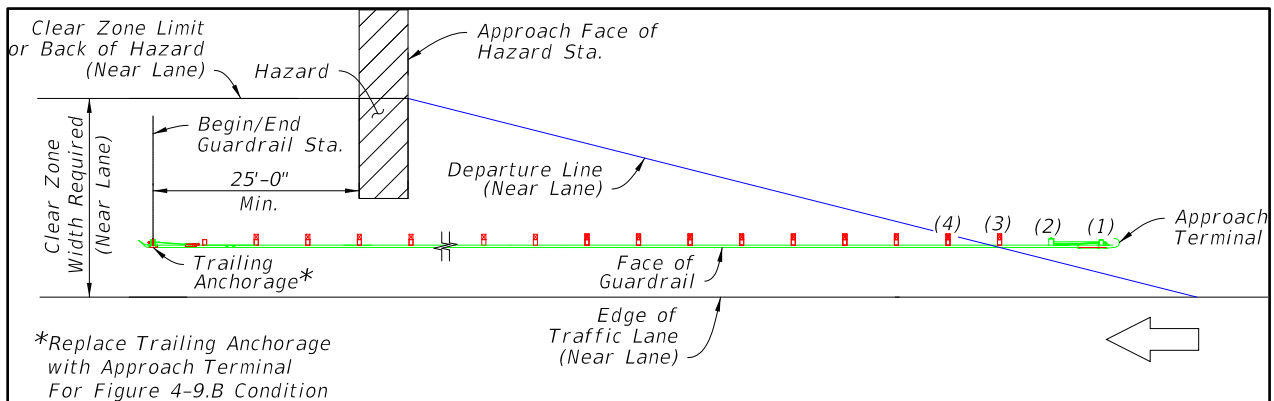 Clear Zone Limit
or Back of Hazard
(Near Lane)
Hazard
Approach Face of
Hazard Sta.
Begin/End
Guardrail Sta.
25'-0"
Min.
Clear Zone
Width Required
(Near Lane)
Departure Line
(Near Lane)
(4)
(3)
(2)
(1)
Approach
Terminal
Trailing
Anchorage*
Face of
Guardrail
Edge of
Traffic Lane
(Near Lane)
*Replace Trailing Anchorage
with Approach Terminal
For Figure 4-9.B Condition